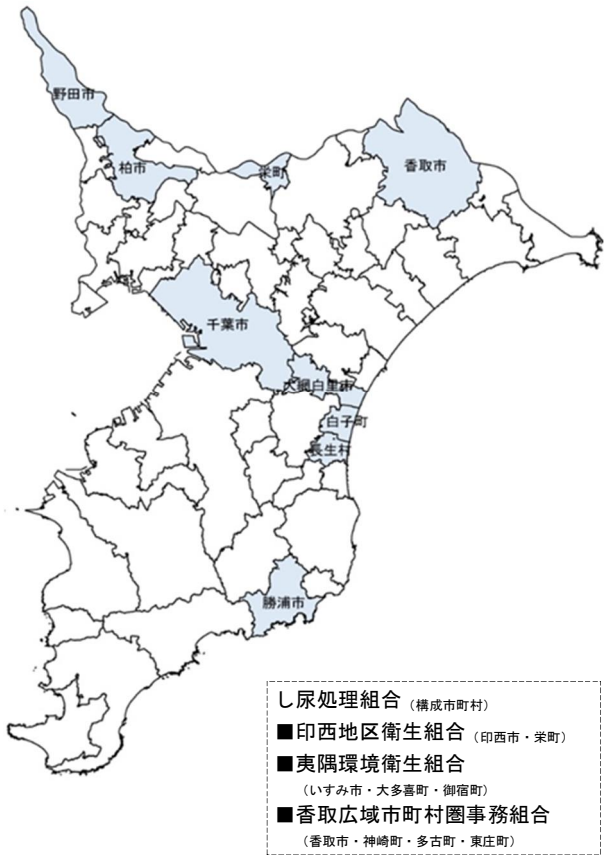 野田市
柏市
栄町
香取市
千葉市
大網白里市
白子町
長生村
勝浦市
し尿処理組合（構成市町村）
■印西地区衛生組合（印西市・栄町）
■夷隅環境衛生組合
（いすみ市・大多喜町・御宿町）
■香取広域市町村圏事務組合
（香取市・神崎町・多古町・東庄町）